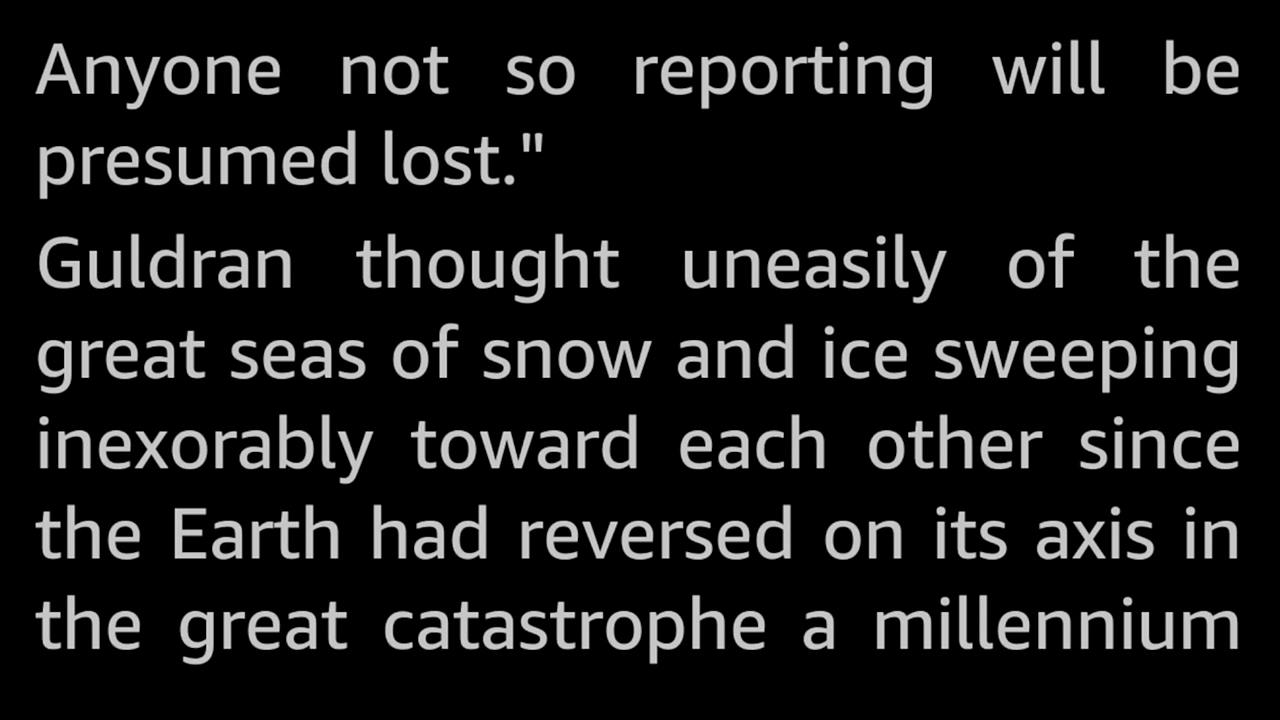 Anyone not so reporting will be
presumed lost."
Guldran thought uneasily of the
great seas of snow and ice sweeping
inexorably toward each other since
the Earth had reversed on its axis in
the great catastrophe a millennium